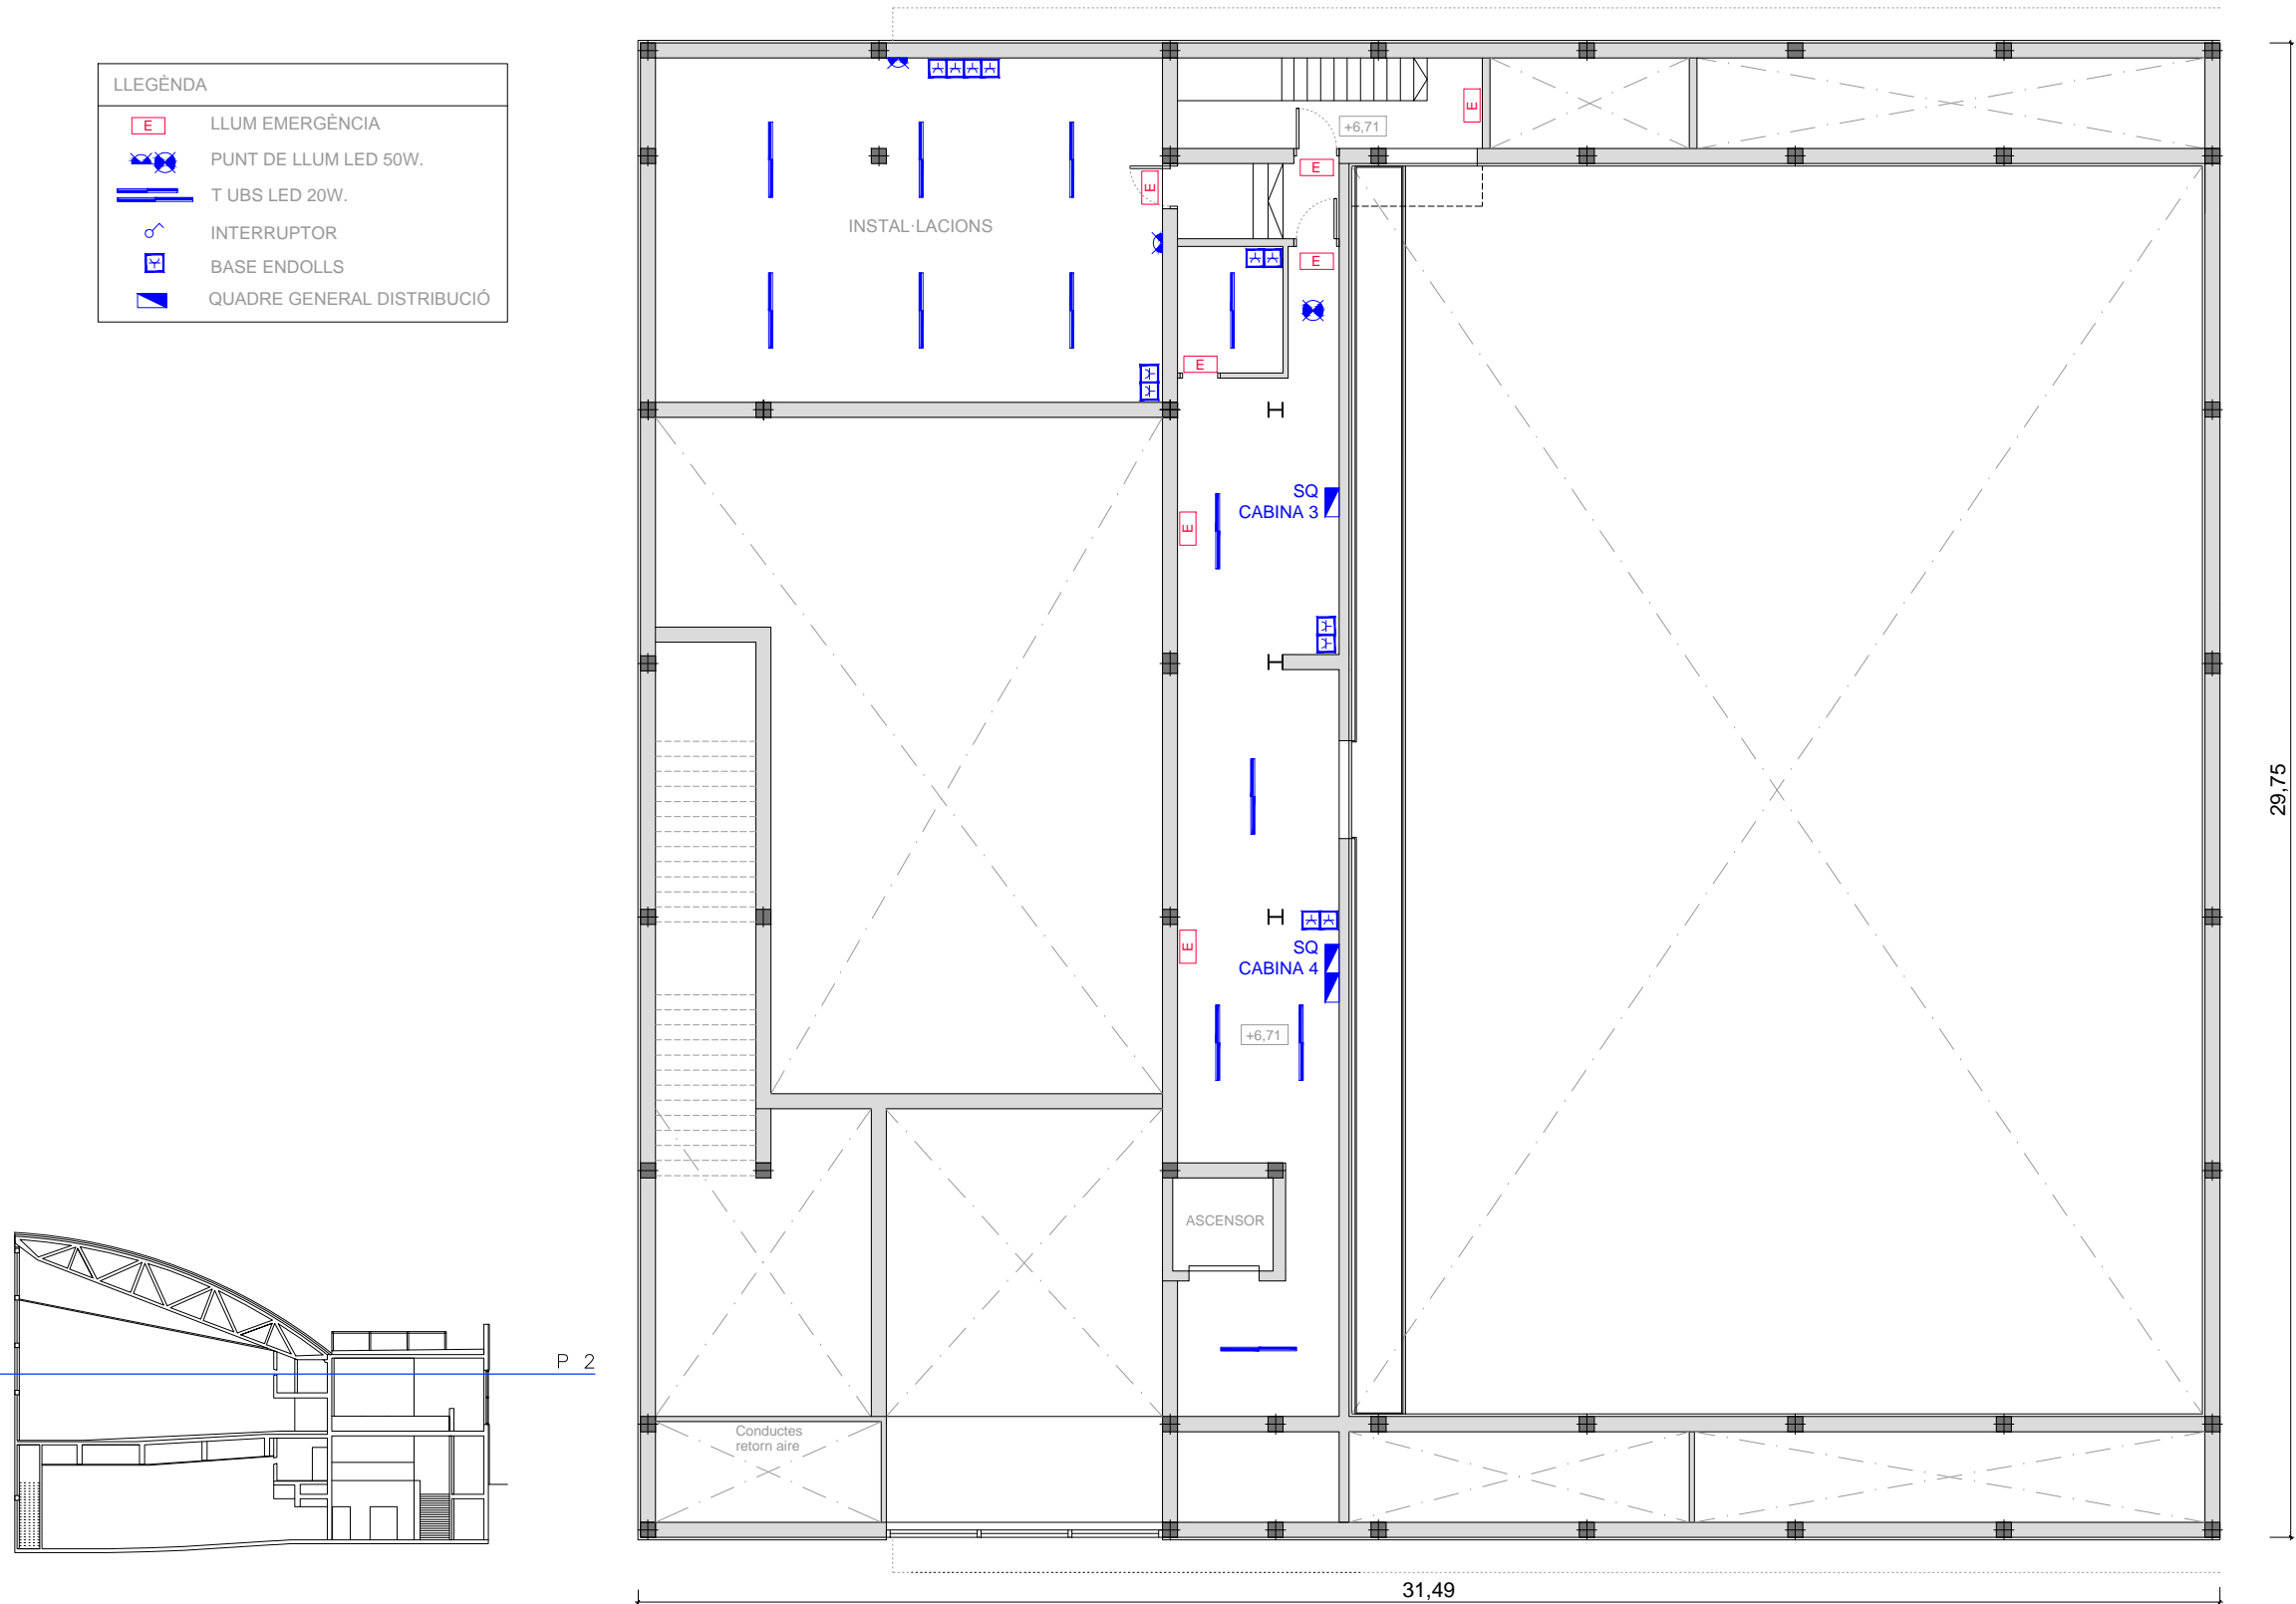 LLEGÈNDA
E LLUM EMERGÈNCIA
PUNT DE LLUM LED 50W.
T UBS LED 20W.
INTERRUPTOR
BASE ENDOLLS
QUADRE GENERAL DISTRIBUCIÓ
E
+6,71
E
E
INSTAL·LACIONS
E
E
SQ
CABINA 3
E
29,75
E
SQ
CABINA 4
+6,71
ASCENSOR
P 2
Conductes
retorn aire
31,49